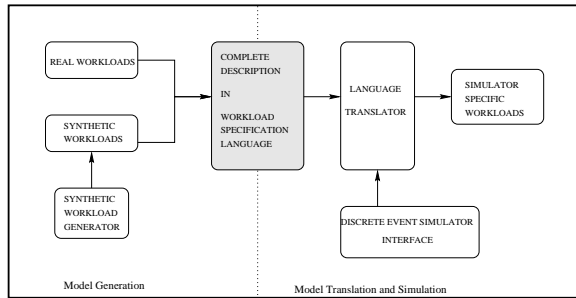 REAL WORKLOADS
SYNTHETIC
WORKLOADS
SYNTHETIC
WORKLOAD
GENERATOR
COMPLETE
DESCRIPTION
IN
WORKLOAD
SPECIFICATION
LANGUAGE
LANGUAGE
TRANSLATOR
SIMULATOR
SPECIFIC
WORKLOADS
DISCRETE EVENT SIMULATOR
INTERFACE
Model Generation
Model Translation and Simulation